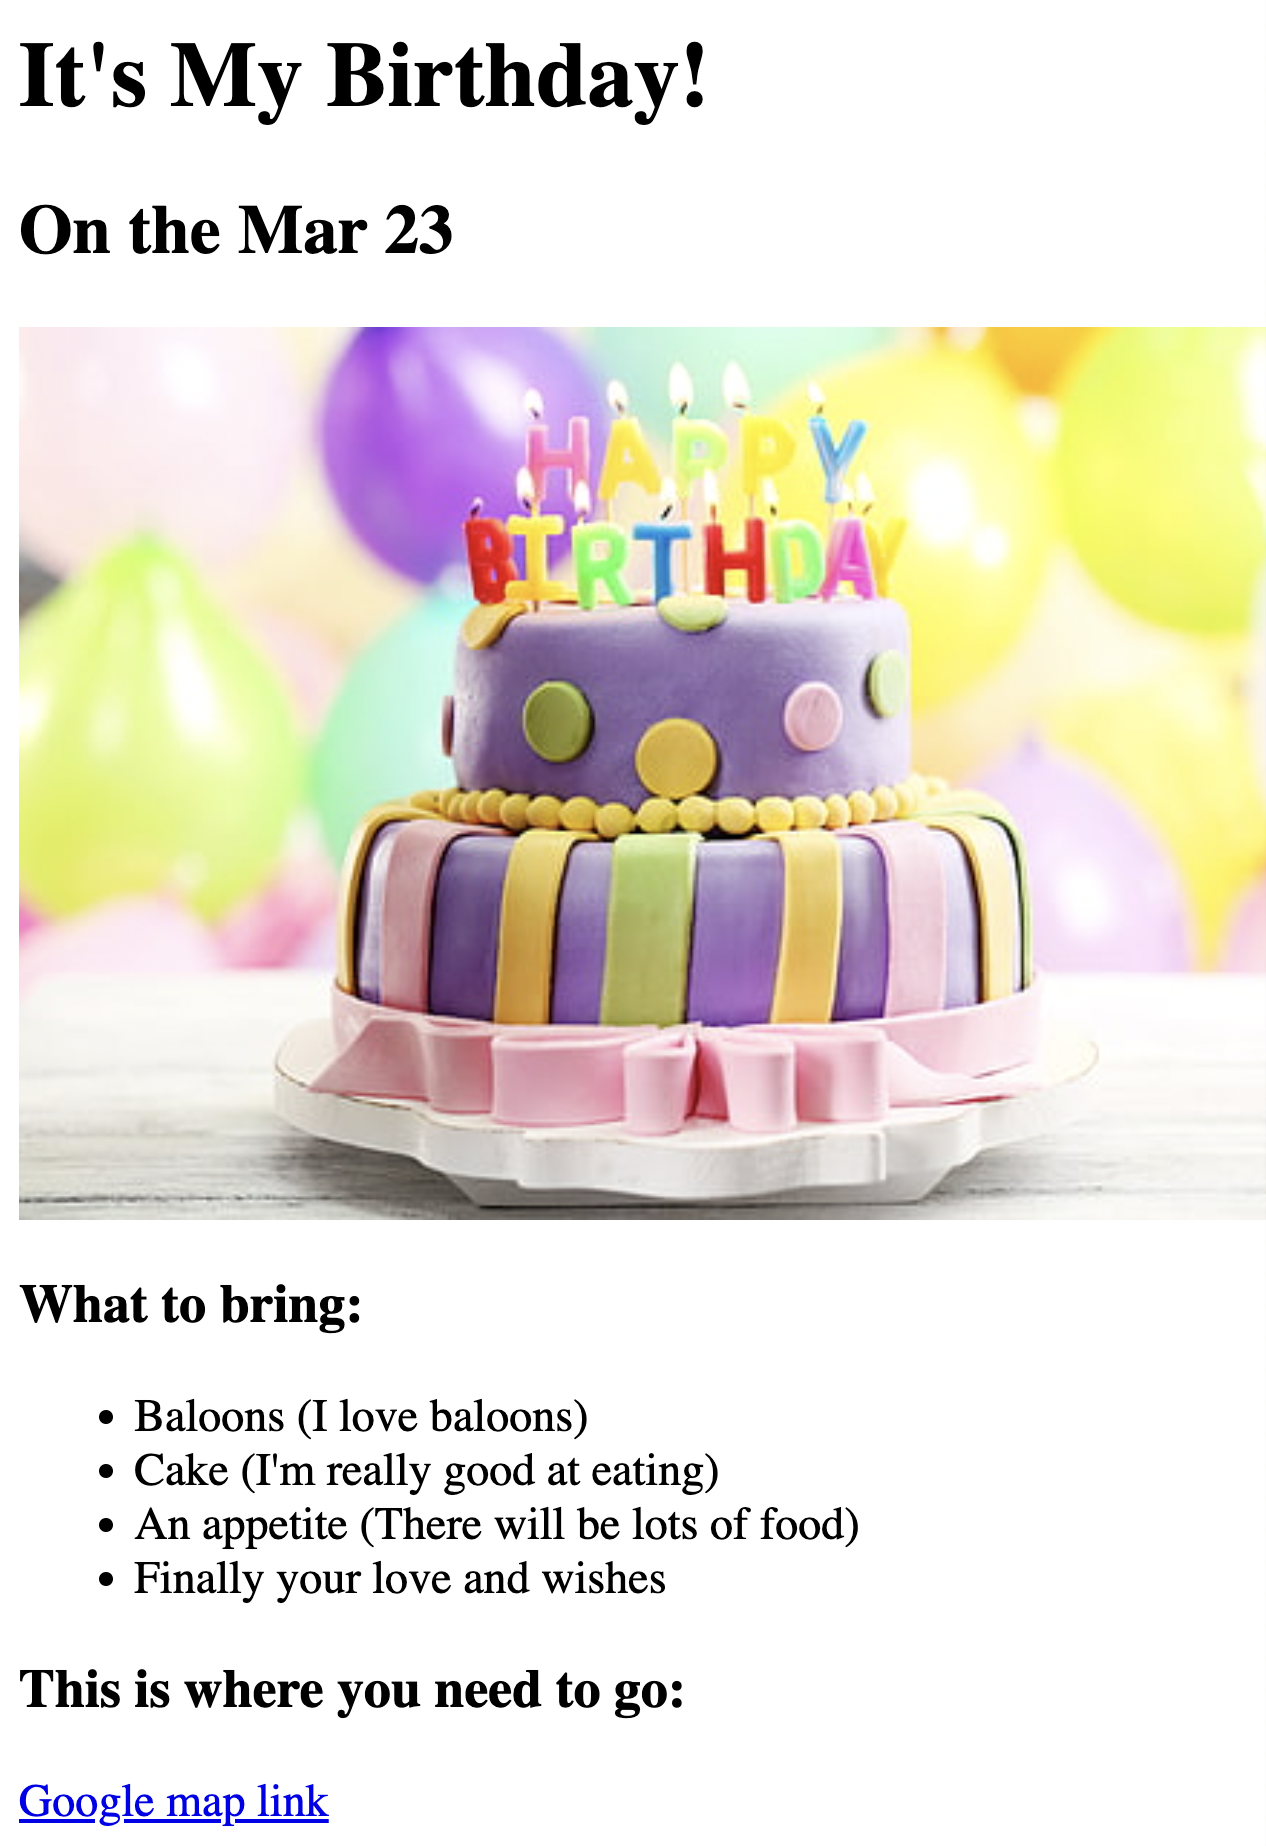 It's My Birthday!
On the Mar 23
HAPPY
BIRTHDAY
What to bring:
Baloons (I love baloons)
Cake (I'm really good at eating)
An appetite (There will be lots of food)
Finally your love and wishes
This is where you need to go:
Google map link